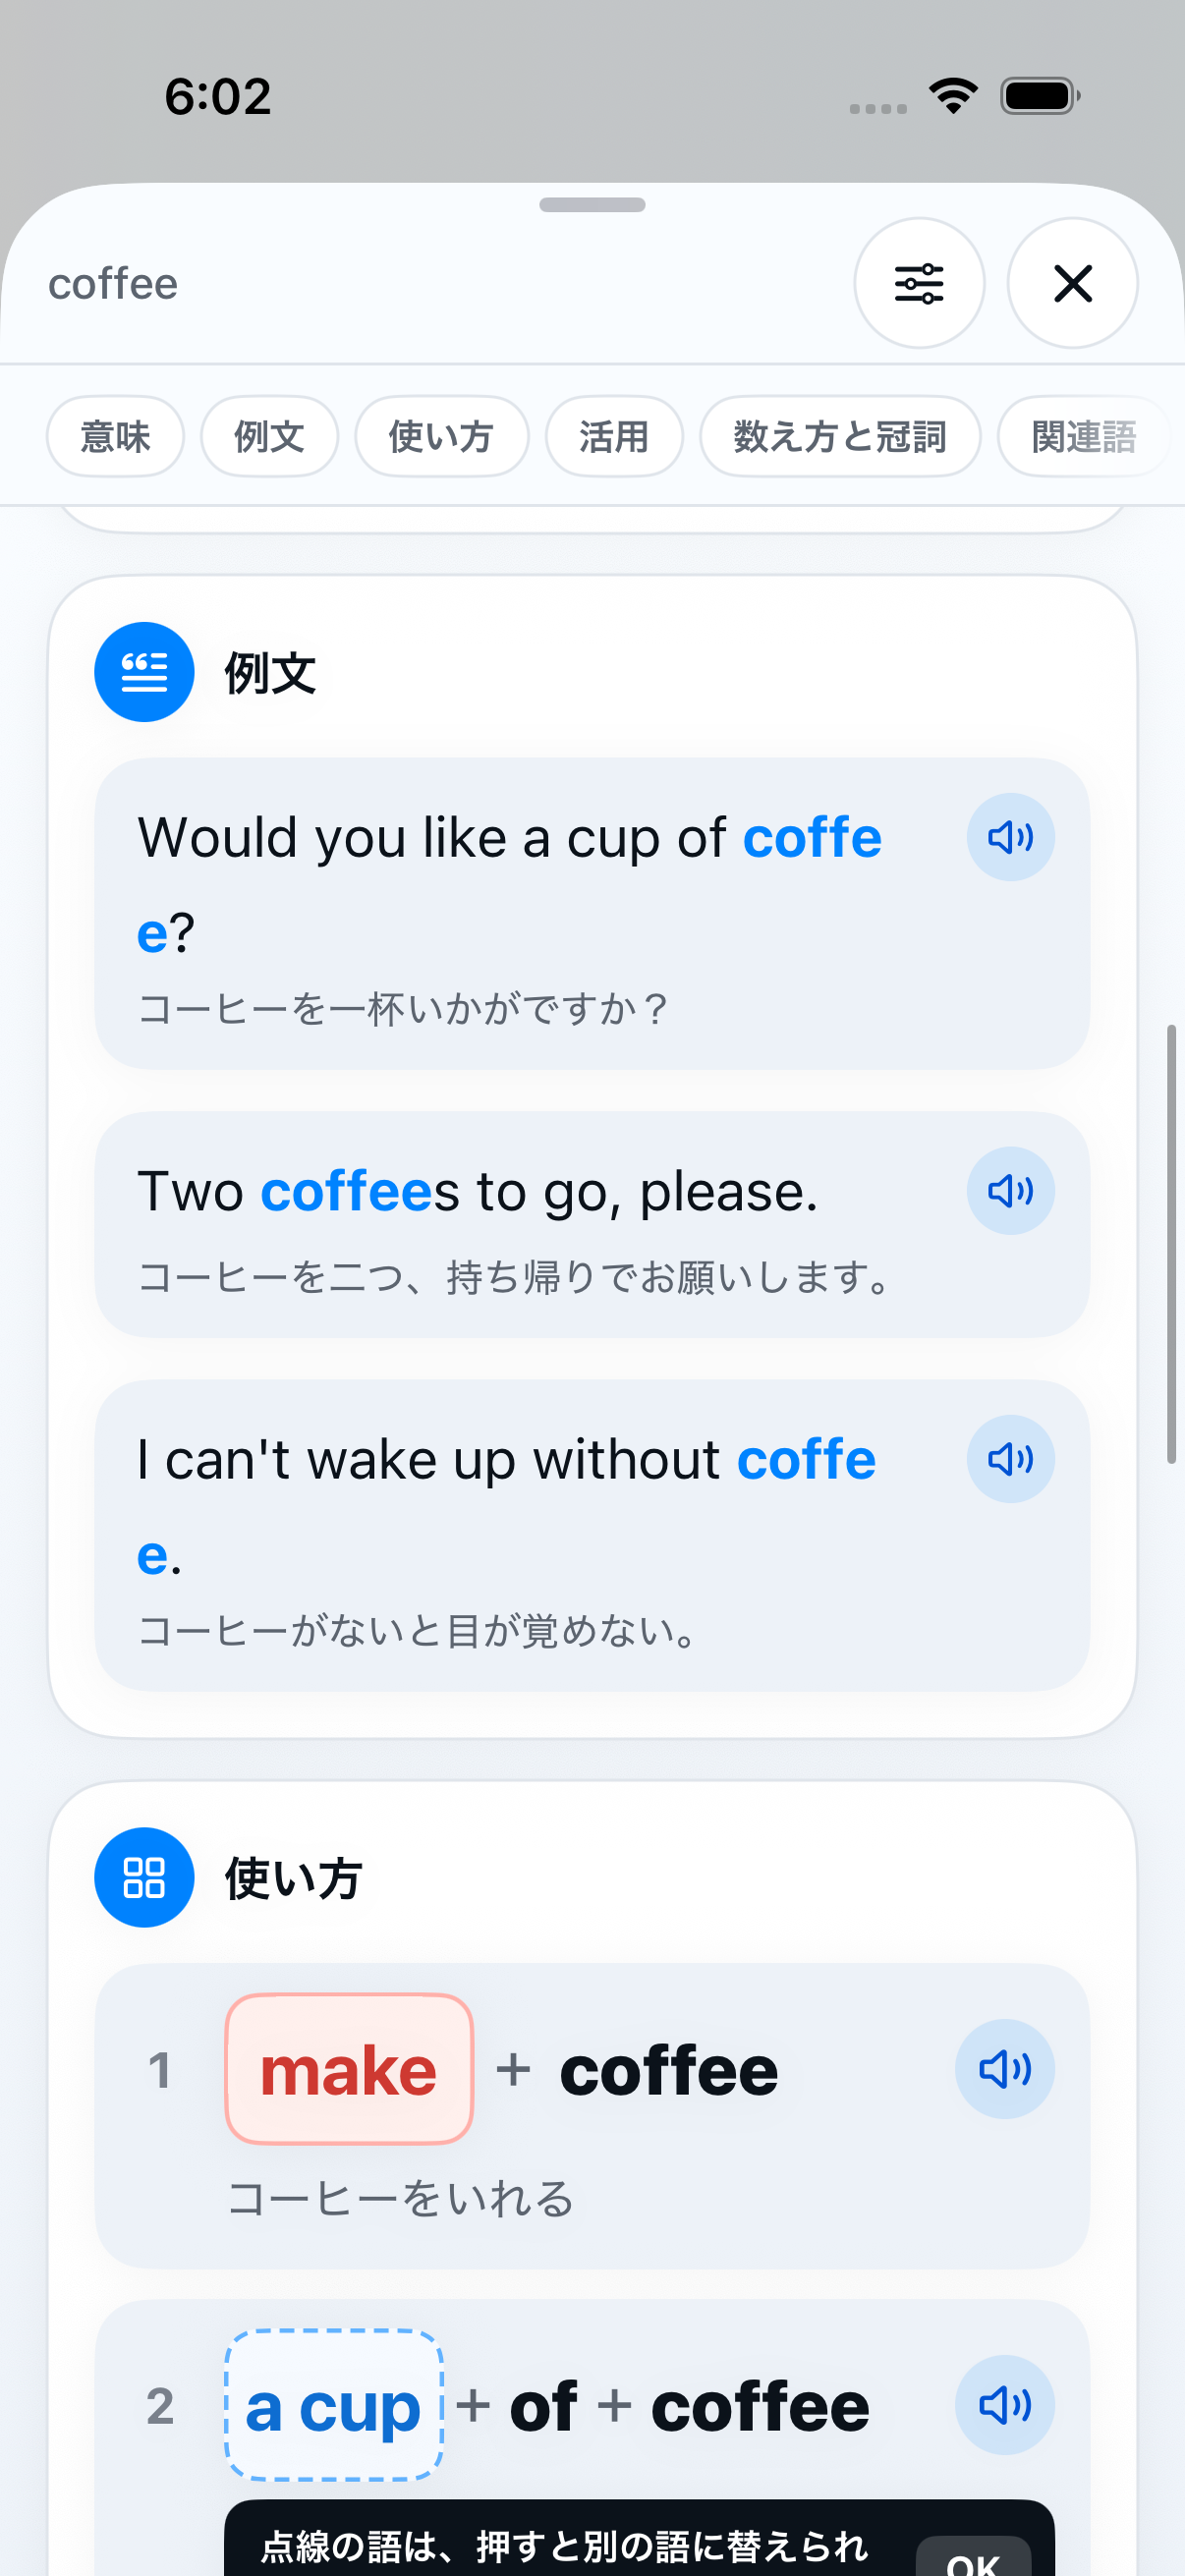 6:02
coffee
意味 例文 使い方 活用 数え方と冠詞 関連語
例文
Would you like a cup of coffe
e?
コーヒーを一杯いかがですか？
Two coffees to go, please.
コーヒーを二つ、持ち帰りでお願いします。
I can't wake up without coffe
e.
コーヒーがないと目が覚めない。
使い方
1 make + coffee
コーヒーをいれる
2 a cup + of + coffee
点線の語は、押すと別の語に替えられ
OK